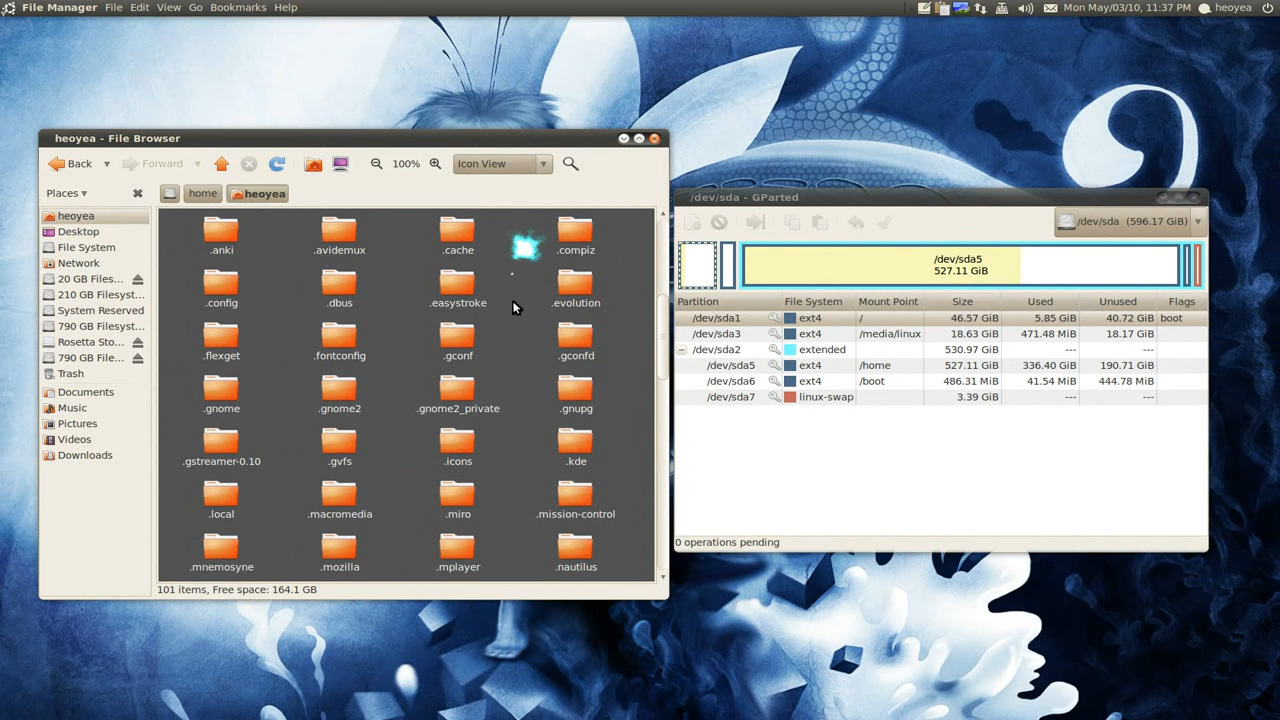 File Manager File Edit View Go Bookmarks Help
Mon May/03/10, 11:37 PM heoyea
heoyea - File Browser
Back Forward 100% Icon View
Places home heoyea
heoyea
Desktop
File System
Network
20 GB Files...
210 GB Filesyst...
System Reserved
790 GB Filesyst...
Rosetta Sto...
790 GB File...
Trash
Documents
Music
Pictures
Videos
Downloads
.anki .avidemux .cache .compiz
.config .dbus .easystroke .evolution
.flexget .fontconfig .gconf .gconfd
.gnome .gnome2 .gnome2_private .gnupg
.gstreamer-0.10 .gvfs .icons .kde
.local .macromedia .miro .mission-control
.mnemosyne .mozilla .mplayer .nautilus
101 items, Free space: 164.1 GB
/dev/sda - GParted
/dev/sda (596.17 GiB)
/dev/sda5
527.11 GiB
Partition File System Mount Point Size Used Unused Flags
/dev/sda1 ext4 / 46.57 GiB 5.85 GiB 40.72 GiB boot
/dev/sda3 ext4 /media/linux 18.63 GiB 471.48 MiB 18.17 GiB
/dev/sda2 extended 530.97 GiB --- ---
/dev/sda5 ext4 /home 527.11 GiB 336.40 GiB 190.71 GiB
/dev/sda6 ext4 /boot 486.31 MiB 41.54 MiB 444.78 MiB
/dev/sda7 linux-swap 3.39 GiB --- ---
0 operations pending